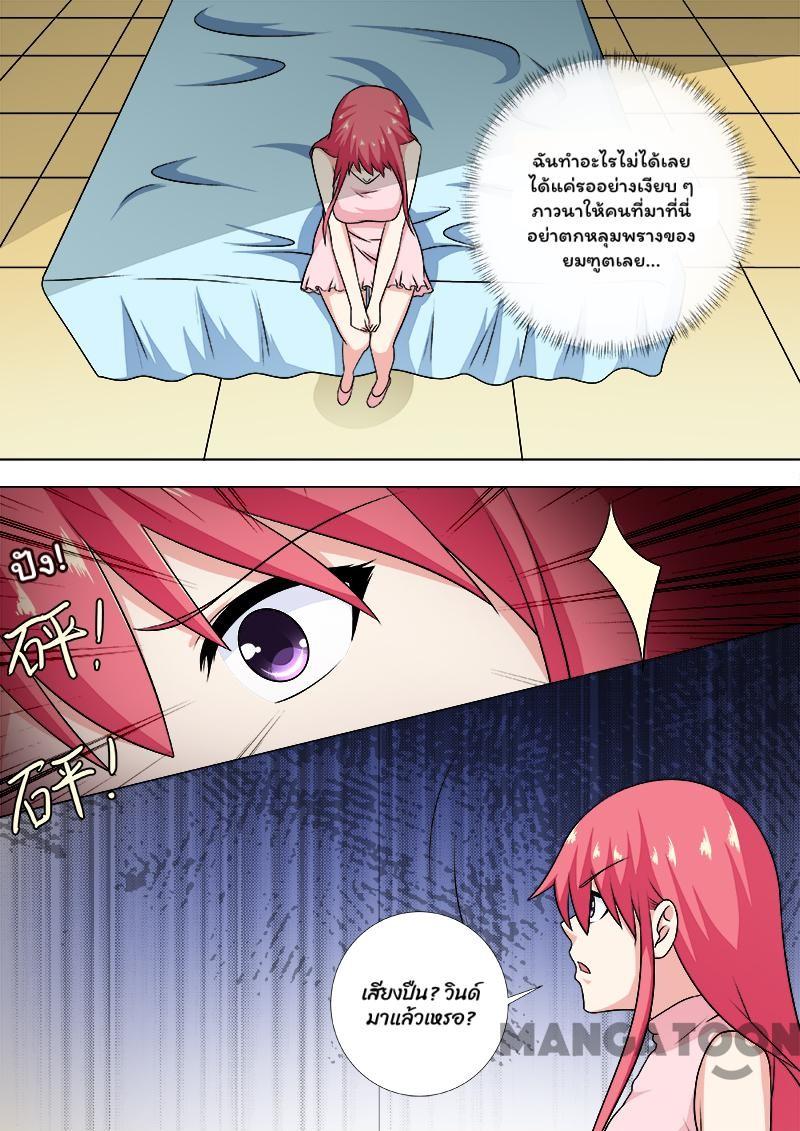 ฉันทำอะไรไม่ได้เลย
ได้แค่รออย่างเงียบ ๆ
ภาวนาให้คนที่มาที่นี่
อย่าตกหลุมพรางของ
ยมฑูตเลย...
ปัง!
砰!
砰!
เสียงปืน? วินด์
มาแล้วเหรอ?
MANGATOON